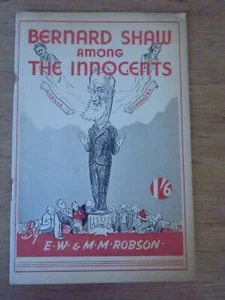 BERNARD SHAW
AMONG
THE INNOCENTS
1/6
By
E·W·& M·M·ROBSON·